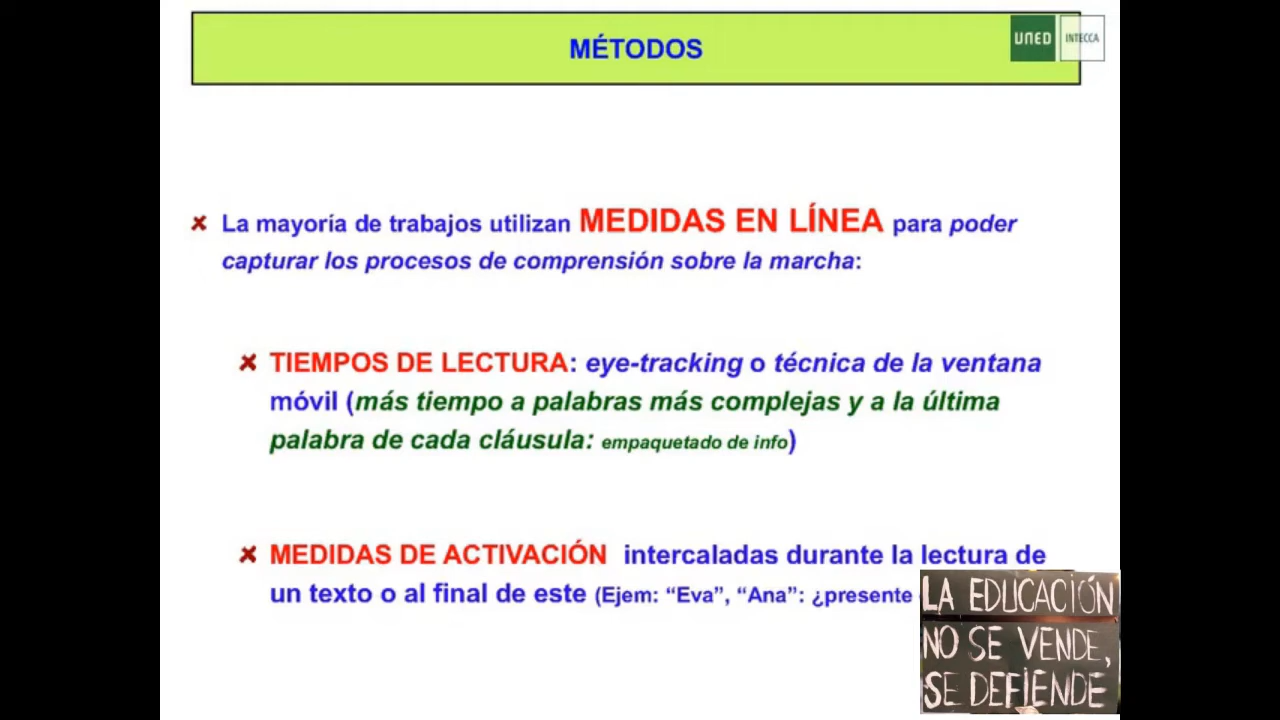 MÉTODOS
UNED
INTECCA
La mayoría de trabajos utilizan MEDIDAS EN LÍNEA para poder
capturar los procesos de comprensión sobre la marcha:
TIEMPOS DE LECTURA: eye-tracking o técnica de la ventana
móvil (más tiempo a palabras más complejas y a la última
palabra de cada cláusula: empaquetado de info)
MEDIDAS DE ACTIVACIÓN intercaladas durante la lectura de
un texto o al final de este (Ejem: “Eva”, “Ana”: ¿presente
LA EDUCACIÓN
NO SE VENDE,
SE DEFIENDE